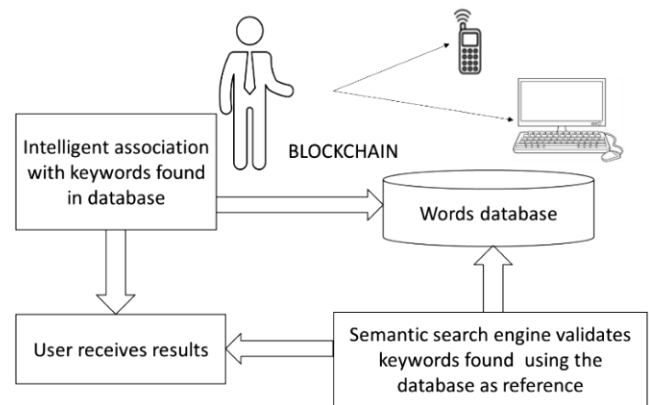 BLOCKCHAIN
Intelligent association
with keywords found
in database
Words database
User receives results
Semantic search engine validates
keywords found using the
database as reference